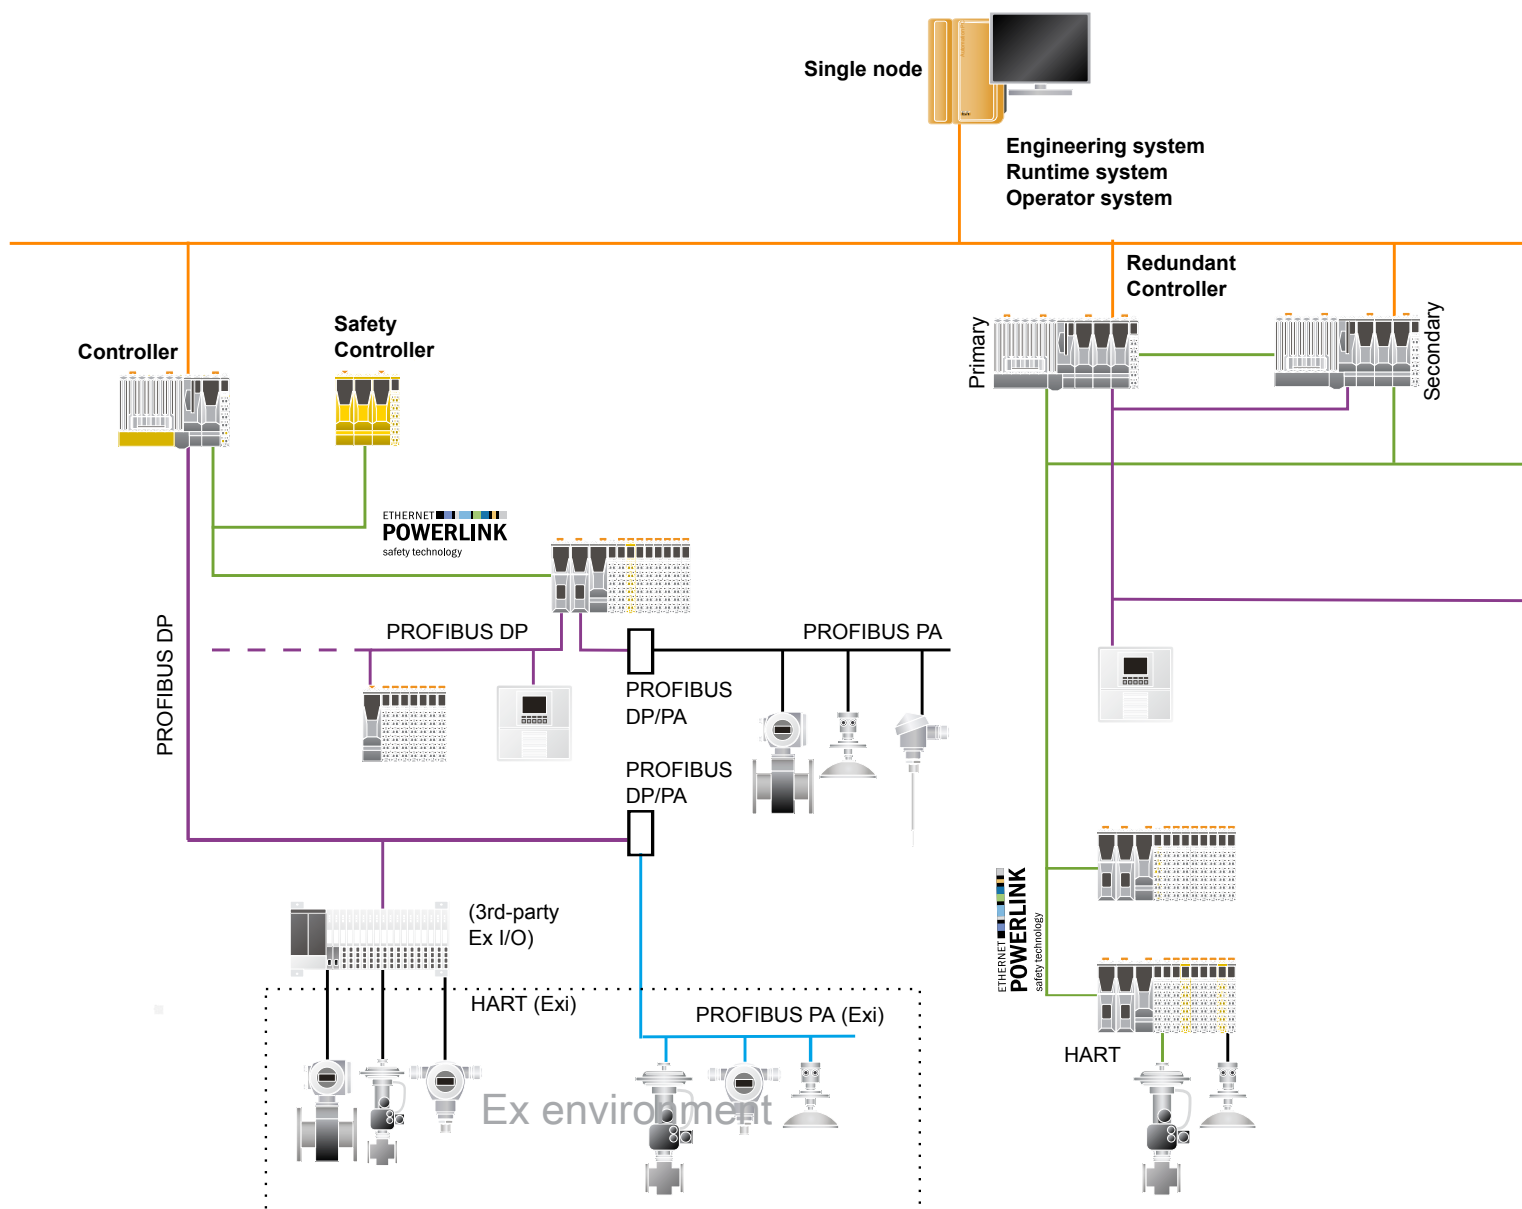 Single node
Engineering system
Runtime system
Operator system
Redundant
Controller
Safety
Controller
Controller
Primary
Secondary
ETHERNET
POWERLINK
safety technology
PROFIBUS DP
PROFIBUS DP
PROFIBUS PA
PROFIBUS
DP/PA
PROFIBUS
DP/PA
(3rd-party
Ex I/O)
HART (Exi)
PROFIBUS PA (Exi)
Ex environment
ETHERNET
POWERLINK
safety technology
HART